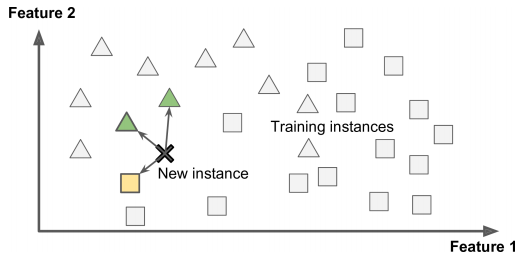 Feature 2
Training instances
New instance
Feature 1